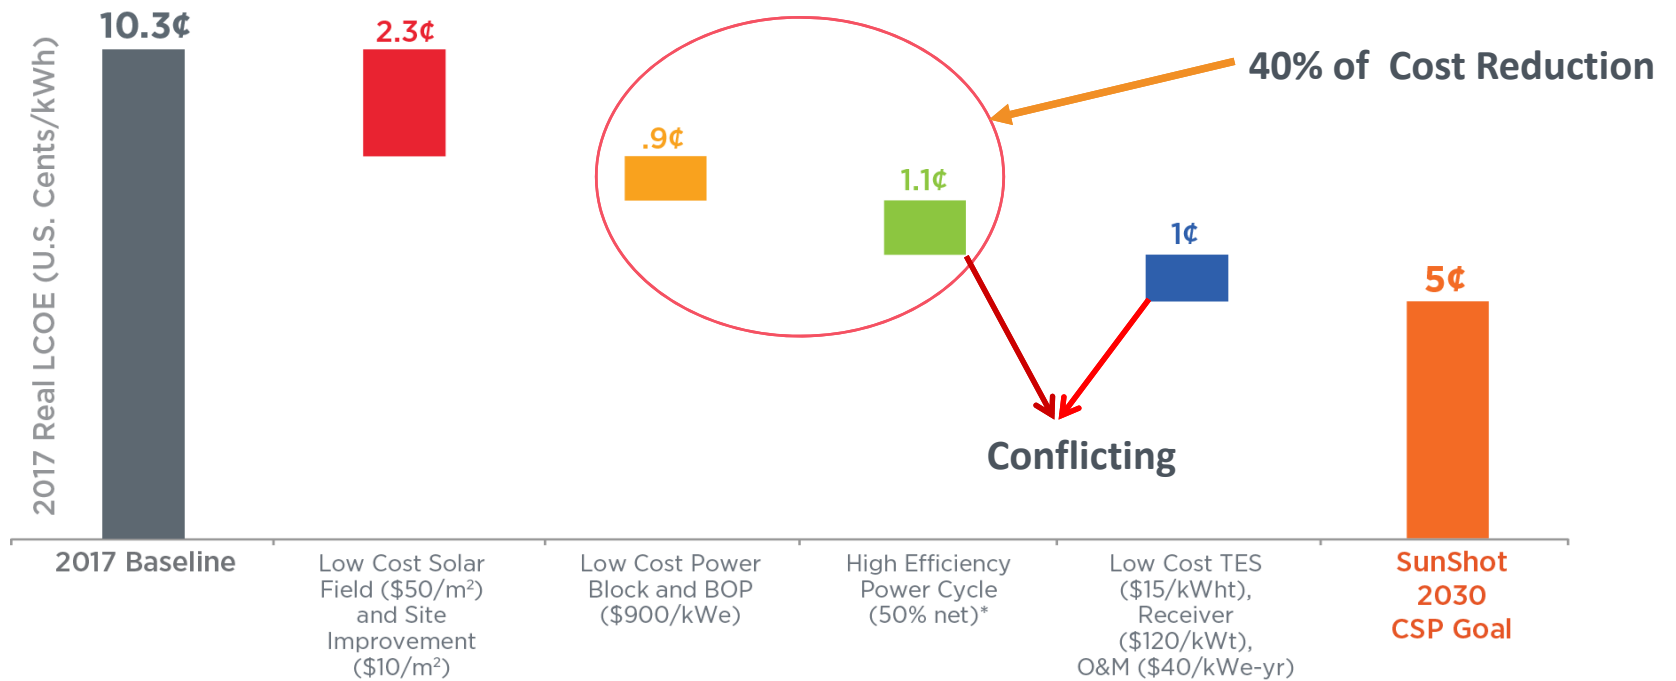 10.3¢
2.3¢
.9¢
1.1¢
1¢
5¢
40% of  Cost Reduction
Conflicting
2017 Real LCOE (U.S. Cents/kWh)
2017 Baseline
Low Cost Solar
Field ($50/m²)
and Site
Improvement
($10/m²)
Low Cost Power
Block and BOP
($900/kWe)
High Efficiency
Power Cycle
(50% net)*
Low Cost TES
($15/kWht),
Receiver
($120/kWt),
O&M ($40/kWe-yr)
SunShot
2030
CSP Goal